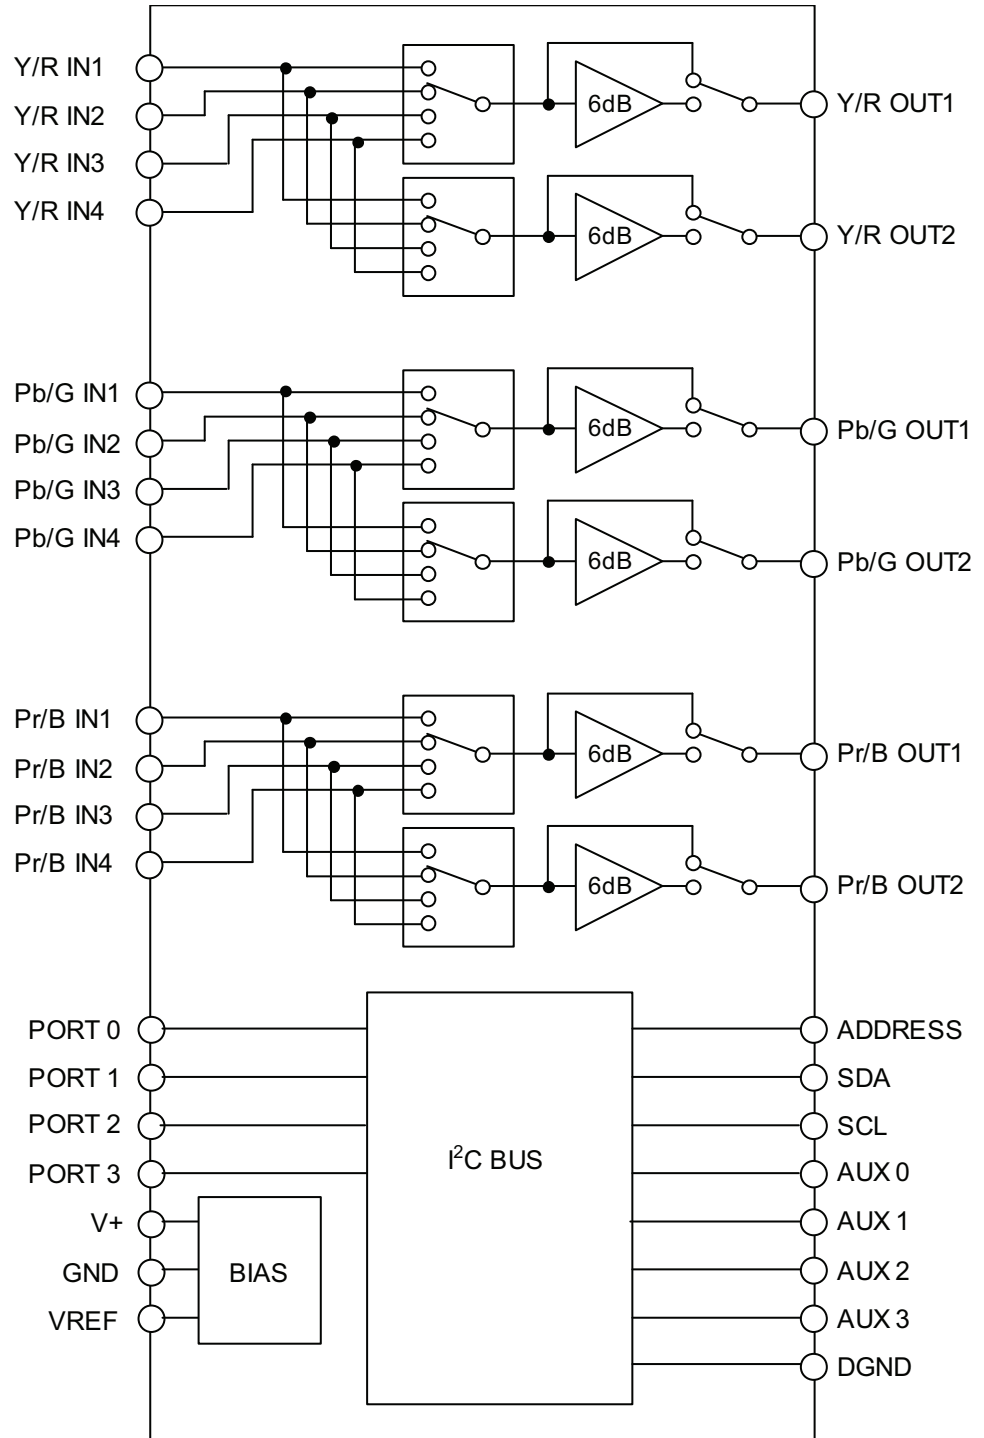 Y/R IN1
Y/R IN2
Y/R IN3
Y/R IN4
6dB
Y/R OUT1
6dB
Y/R OUT2
Pb/G IN1
Pb/G IN2
Pb/G IN3
Pb/G IN4
6dB
Pb/G OUT1
6dB
Pb/G OUT2
Pr/B IN1
Pr/B IN2
Pr/B IN3
Pr/B IN4
6dB
Pr/B OUT1
6dB
Pr/B OUT2
PORT 0
PORT 1
PORT 2
PORT 3
V+
GND
VREF
BIAS
I²C BUS
ADDRESS
SDA
SCL
AUX 0
AUX 1
AUX 2
AUX 3
DGND